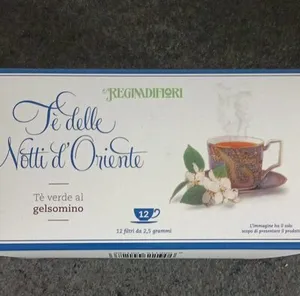 REGINADIFIORI
Tè delle
Notti d'Oriente
Tè verde al
gelsomino
12
12 filtri da 2,5 grammi
L'immagine ha il solo
scopo di presentare il prodotto